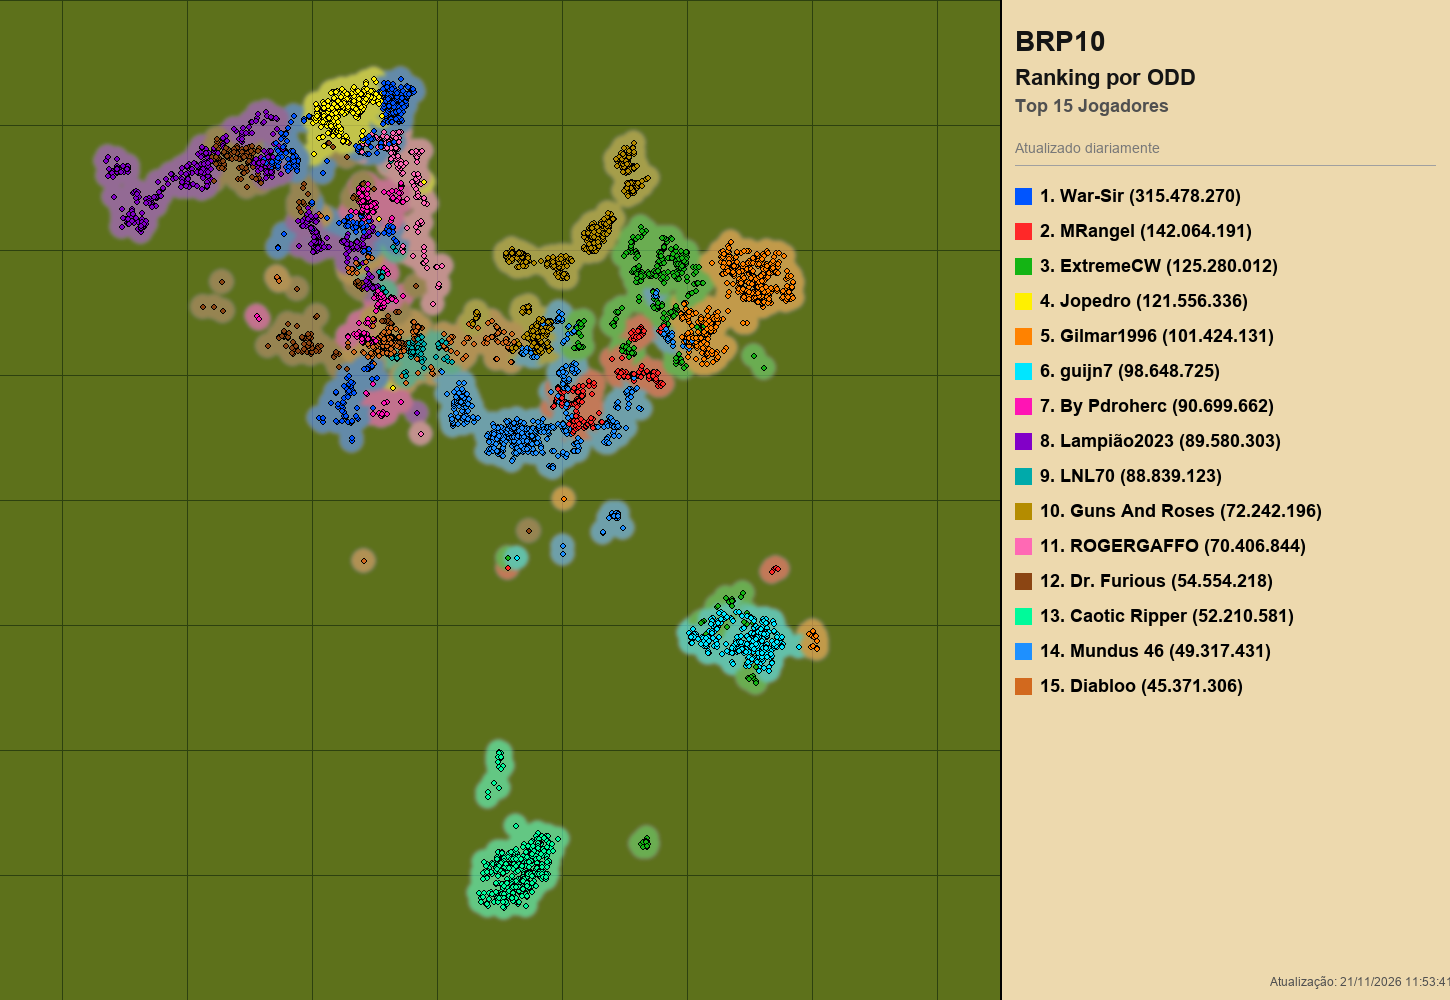 BRP10
Ranking por ODD
Top 15 Jogadores
Atualizado diariamente
1. War-Sir (315.478.270)
2. MRangel (142.064.191)
3. ExtremeCW (125.280.012)
4. Jopedro (121.556.336)
5. Gilmar1996 (101.424.131)
6. guijn7 (98.648.725)
7. By Pdroherc (90.699.662)
8. Lampião2023 (89.580.303)
9. LNL70 (88.839.123)
10. Guns And Roses (72.242.196)
11. ROGERGAFFO (70.406.844)
12. Dr. Furious (54.554.218)
13. Caotic Ripper (52.210.581)
14. Mundus 46 (49.317.431)
15. Diabloo (45.371.306)
Atualização: 21/11/2026 11:53:41